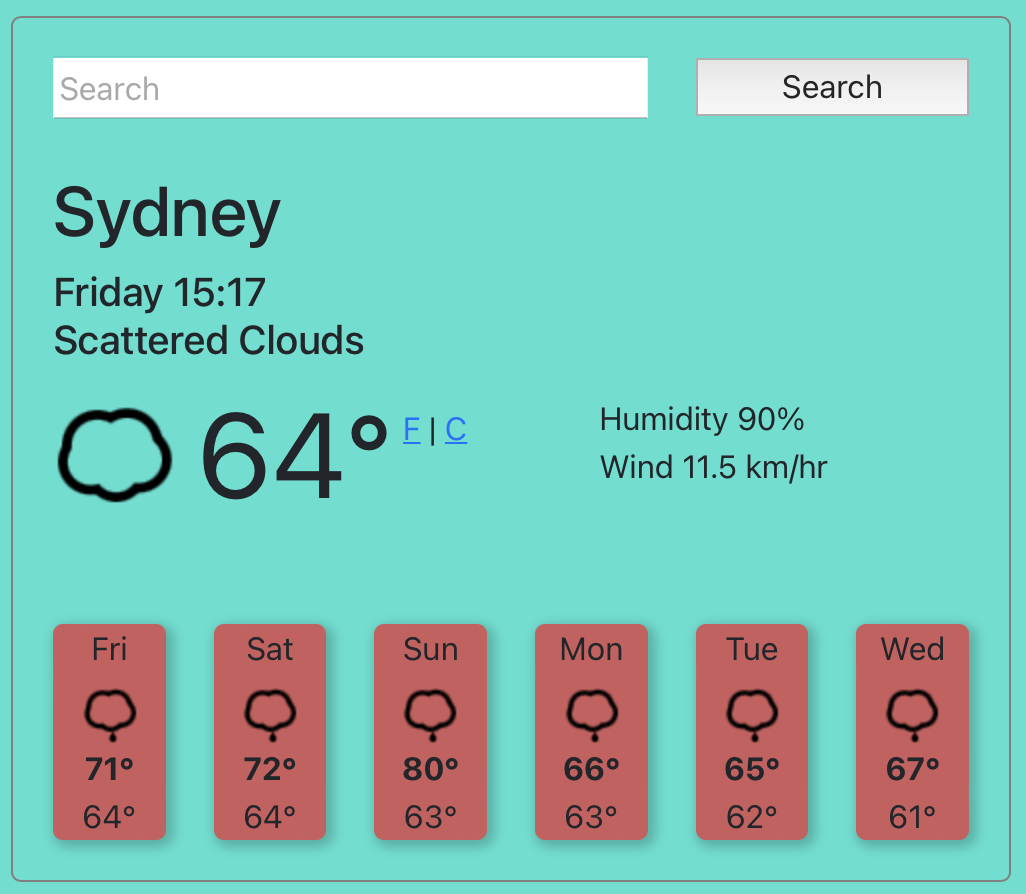 Search
Search
Sydney
Friday 15:17
Scattered Clouds
64° F | C
Humidity 90%
Wind 11.5 km/hr
Fri
71°
64°
Sat
72°
64°
Sun
80°
63°
Mon
66°
63°
Tue
65°
62°
Wed
67°
61°